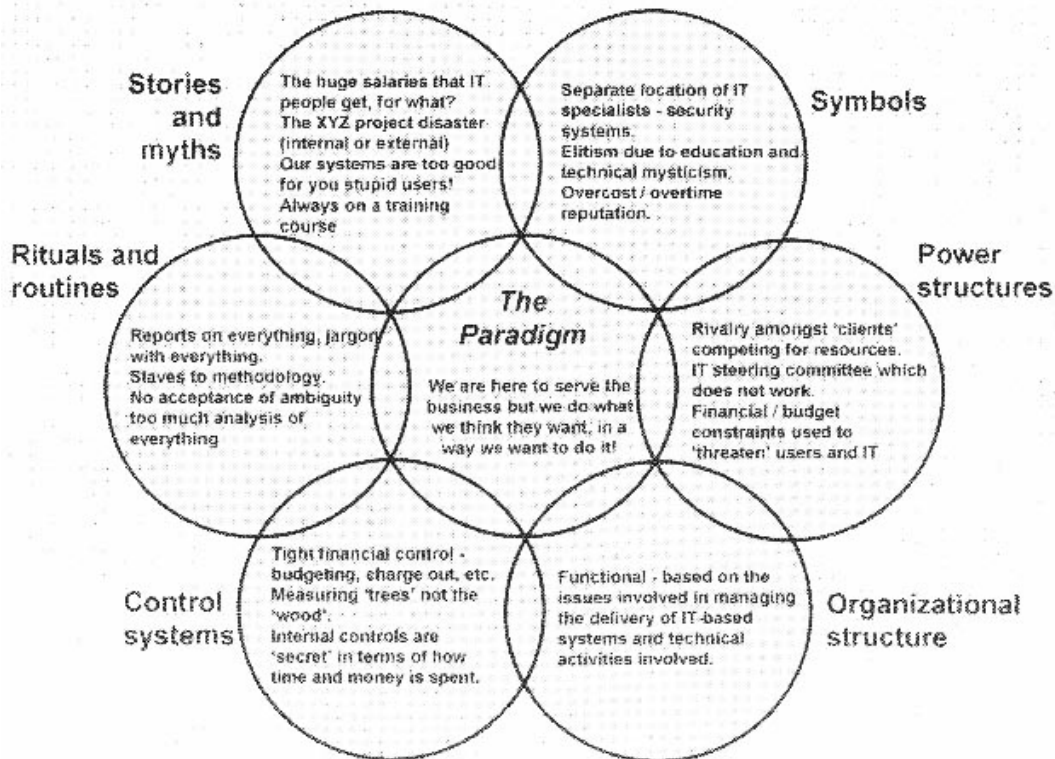 Stories
and
myths
The huge salaries that IT
people get, for what?
The XYZ project disaster
(internal or external)
Our systems are too good
for you stupid users!
Always on a training
course
Separate location of IT
specialists - security
systems.
Elitism due to education and
technical mysticism.
Overcost / overtime
reputation.
Symbols
Rituals and
routines
Reports on everything, jargon
with everything.
Slaves to methodology.
No acceptance of ambiguity
too much analysis of
everything
The
Paradigm
We are here to serve the
business but we do what
we think they want, in a
way we want to do it!
Power
structures
Rivalry amongst 'clients'
competing for resources.
IT steering committee which
does not work.
Financial / budget
constraints used to
'threaten' users and IT
Control
systems
Tight financial control -
budgeting, charge out, etc.
Measuring 'trees' not the
'wood'.
Internal controls are
'secret' in terms of how
time and money is spent.
Functional - based on the
issues involved in managing
the delivery of IT-based
systems and technical
activities involved.
Organizational
structure